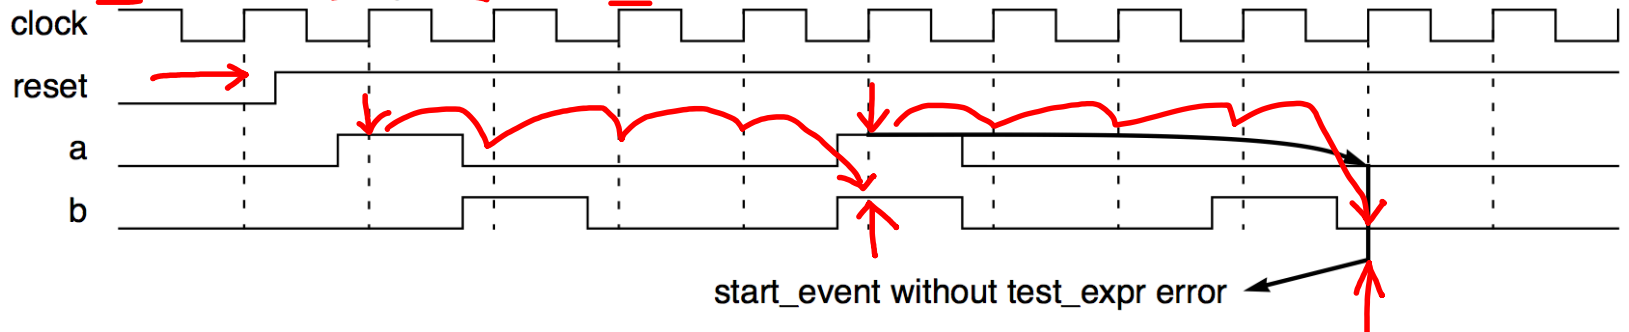 clock
reset
a
b
start_event without test_expr error